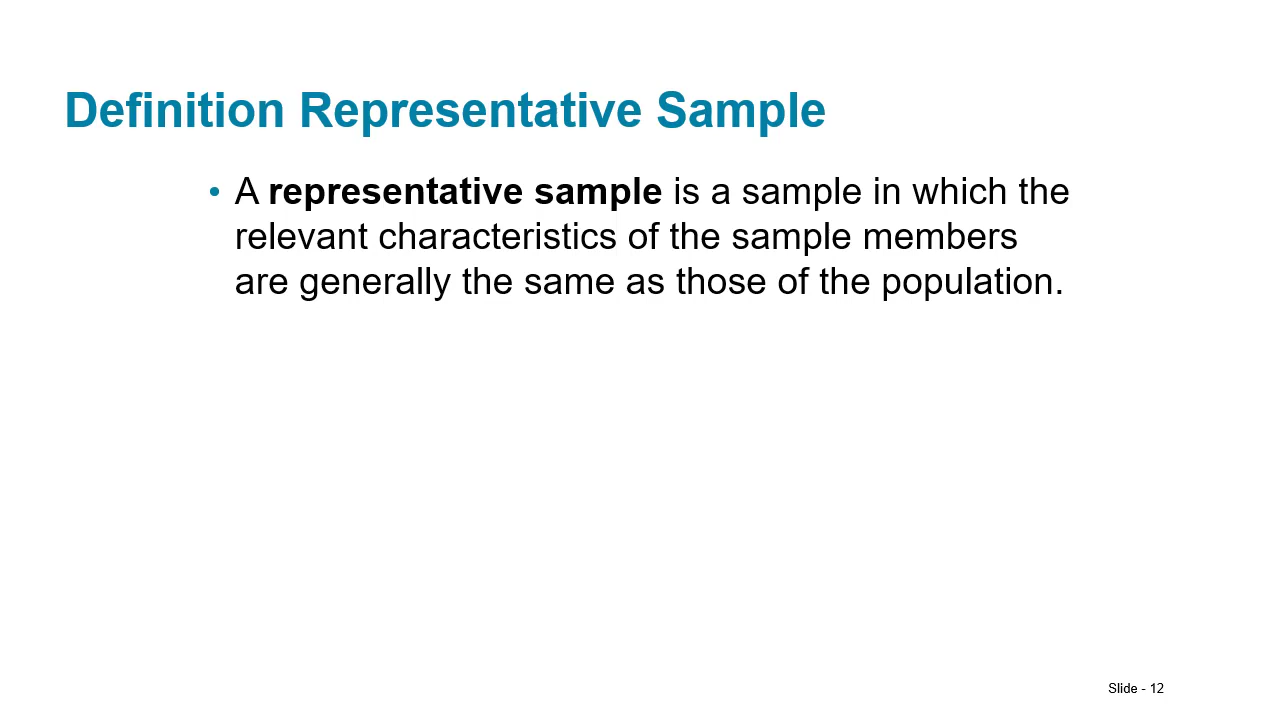 Definition Representative Sample
• A representative sample is a sample in which the
relevant characteristics of the sample members
are generally the same as those of the population.
Slide - 12